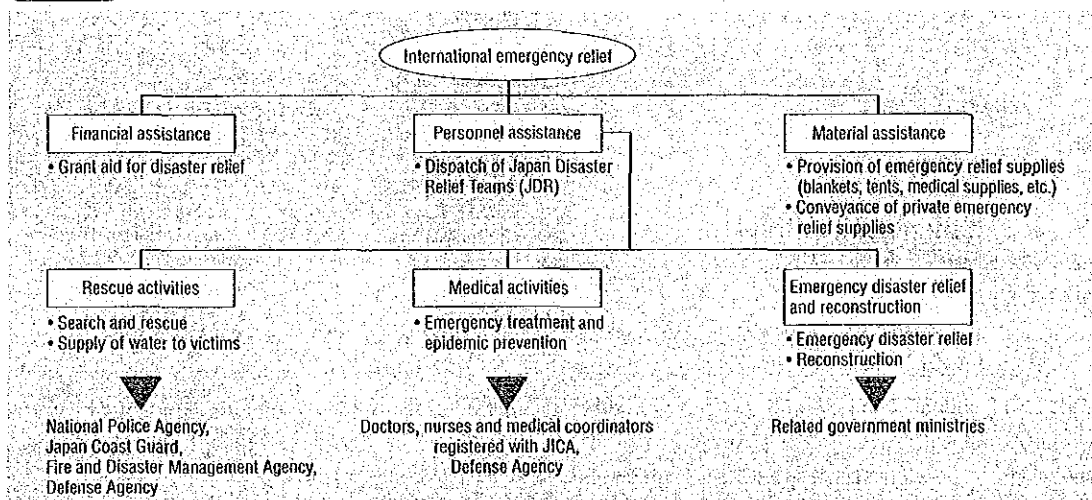 International emergency relief
Financial assistance
• Grant aid for disaster relief
Personnel assistance
• Dispatch of Japan Disaster
Relief Teams (JDR)
Material assistance
• Provision of emergency relief supplies
(blankets, tents, medical supplies, etc.)
• Conveyance of private emergency
relief supplies
Rescue activities
• Search and rescue
• Supply of water to victims
National Police Agency,
Japan Coast Guard,
Fire and Disaster Management Agency,
Defense Agency
Medical activities
• Emergency treatment and
epidemic prevention
Doctors, nurses and medical coordinators
registered with JICA,
Defense Agency
Emergency disaster relief
and reconstruction
• Emergency disaster relief
• Reconstruction
Related government ministries